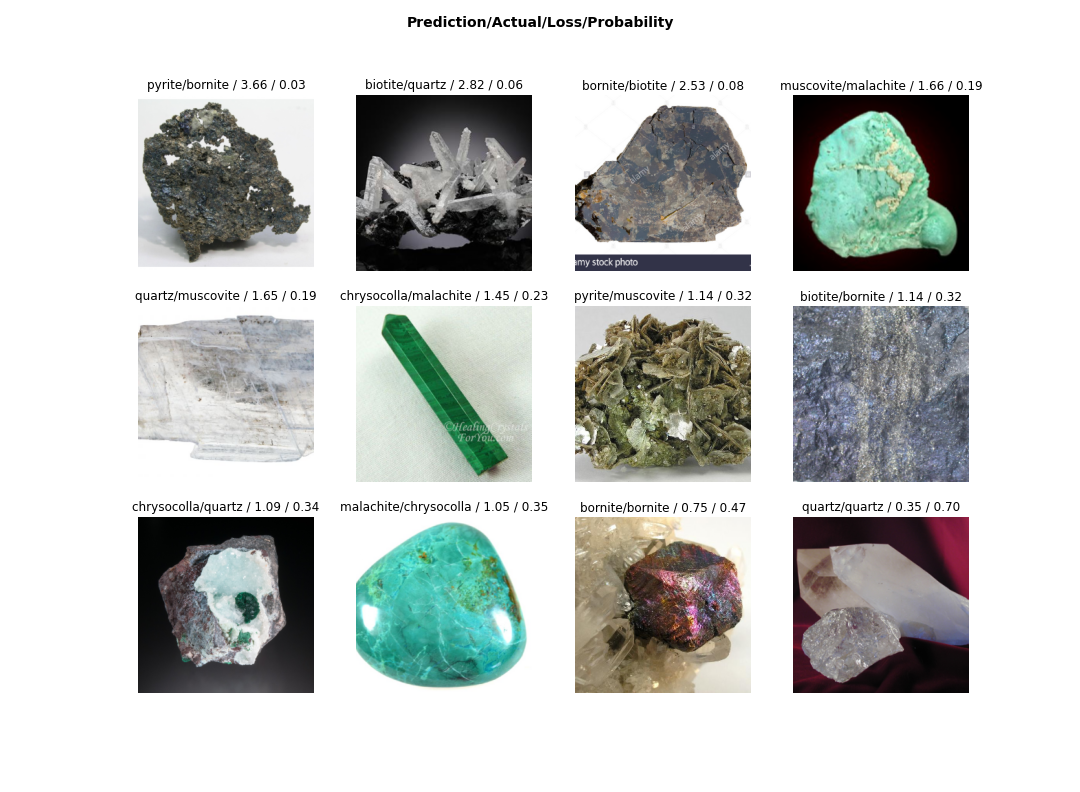 Prediction/Actual/Loss/Probability
pyrite/bornite / 3.66 / 0.03
biotite/quartz / 2.82 / 0.06
bornite/biotite / 2.53 / 0.08
muscovite/malachite / 1.66 / 0.19
alamy
alamy
amy stock photo
quartz/muscovite / 1.65 / 0.19
chrysocolla/malachite / 1.45 / 0.23
pyrite/muscovite / 1.14 / 0.32
biotite/bornite / 1.14 / 0.32
©HealingCrystals
ForYou.com
chrysocolla/quartz / 1.09 / 0.34
malachite/chrysocolla / 1.05 / 0.35
bornite/bornite / 0.75 / 0.47
quartz/quartz / 0.35 / 0.70